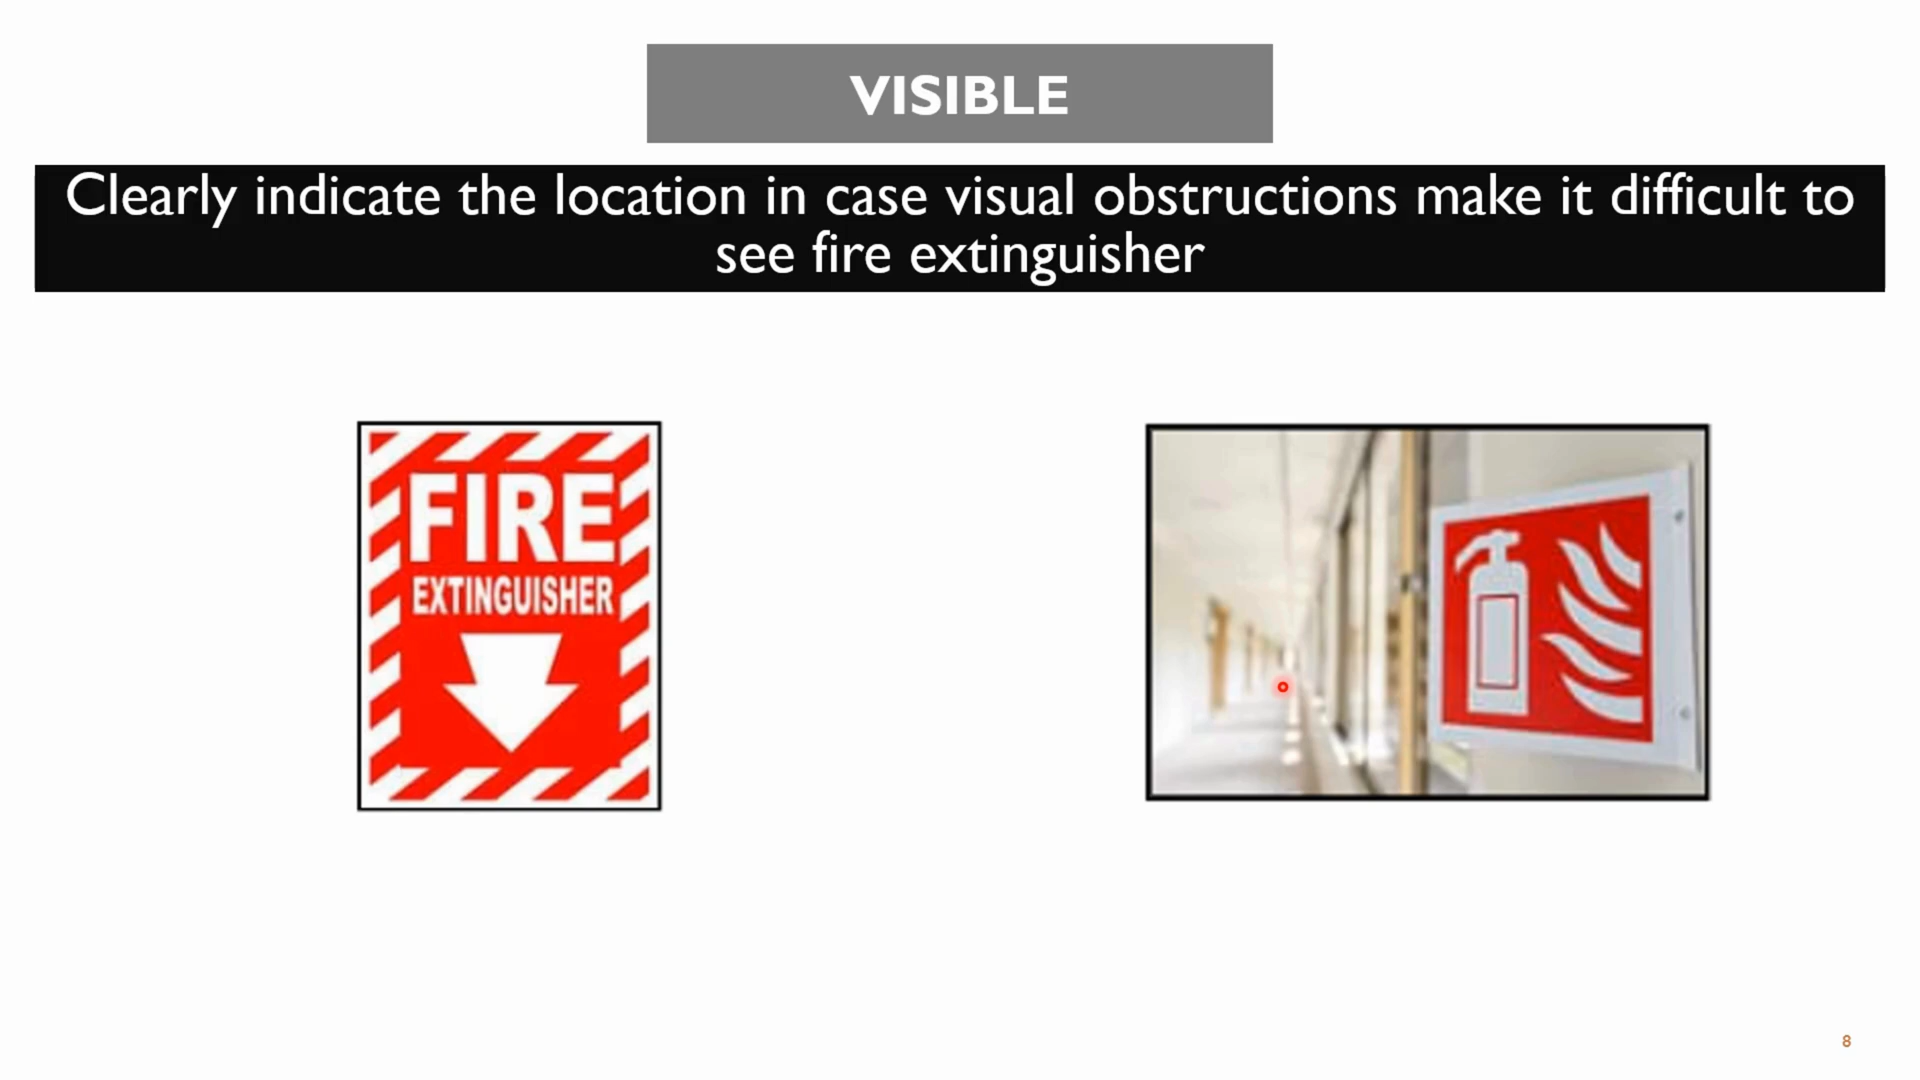 VISIBLE
Clearly indicate the location in case visual obstructions make it difficult to
see fire extinguisher
FIRE
EXTINGUISHER
8